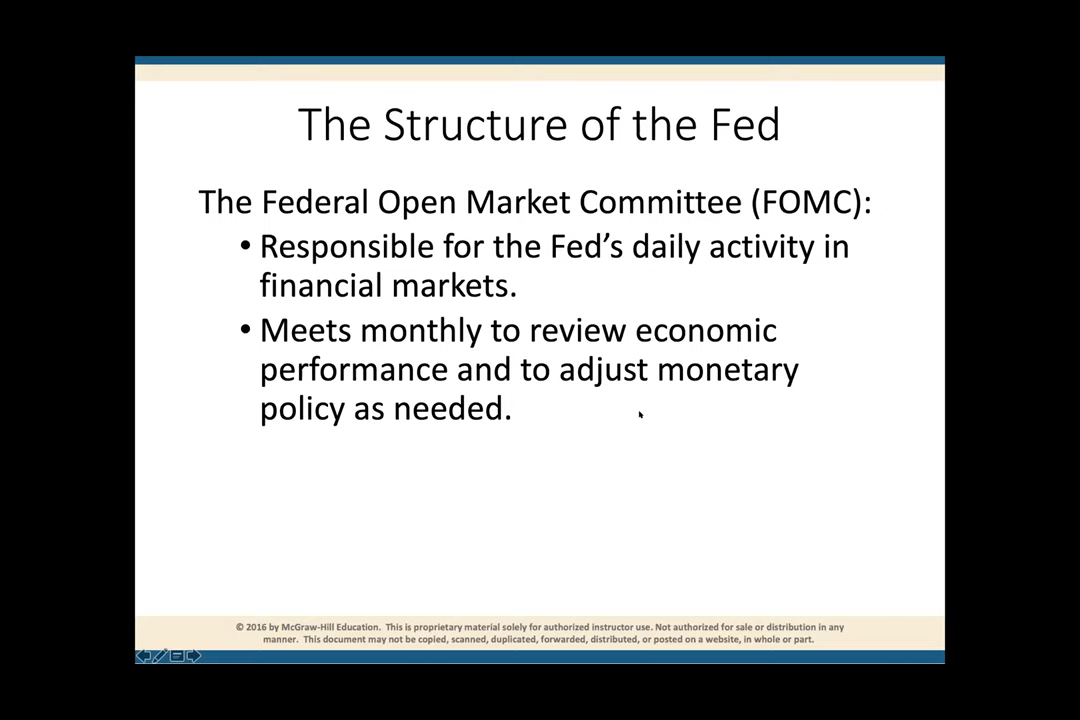 The Structure of the Fed
The Federal Open Market Committee (FOMC):
• Responsible for the Fed’s daily activity in
financial markets.
• Meets monthly to review economic
performance and to adjust monetary
policy as needed.
© 2016 by McGraw-Hill Education. This is proprietary material solely for authorized instructor use. Not authorized for sale or distribution in any
manner. This document may not be copied, scanned, duplicated, forwarded, distributed, or posted on a website, in whole or part.